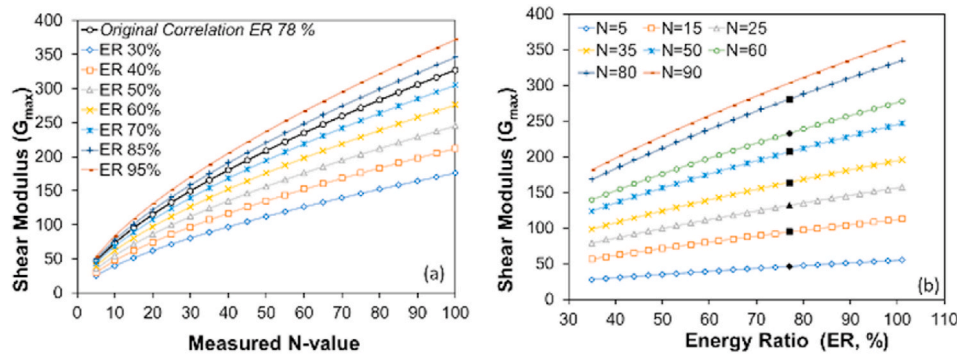 400
350
300
250
200
150
100
50
0
Shear Modulus (Gmax)
Original Correlation ER 78 %
ER 30%
ER 40%
ER 50%
ER 60%
ER 70%
ER 85%
ER 95%
(a)
0 10 20 30 40 50 60 70 80 90 100
Measured N-value
400
350
300
250
200
150
100
50
0
Shear Modulus (Gmax)
N=5 N=15 N=25
N=35 N=50 N=60
N=80 N=90
(b)
30 40 50 60 70 80 90 100 110
Energy Ratio (ER, %)